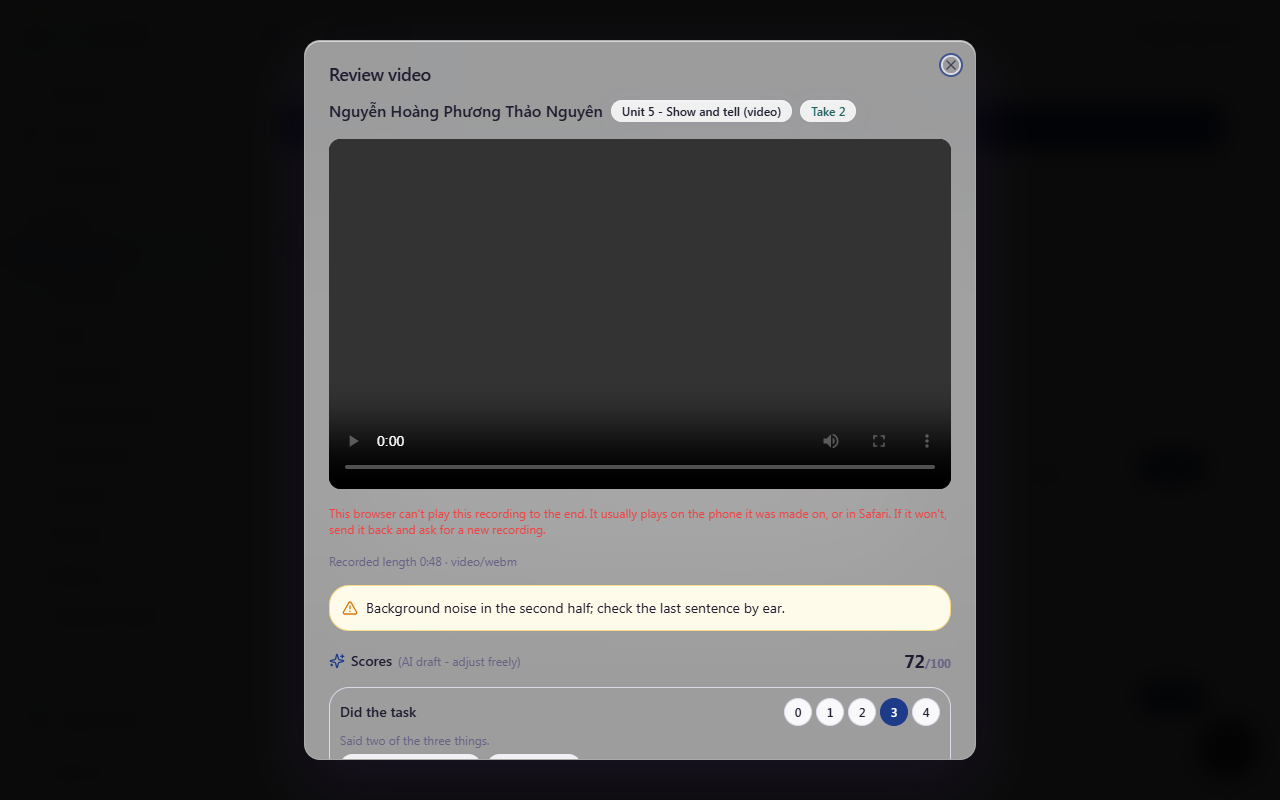 Review video
Nguyễn Hoàng Phương Thảo Nguyên Unit 5 - Show and tell (video) Take 2
0:00
This browser can't play this recording to the end. It usually plays on the phone it was made on, or in Safari. If it won't,
send it back and ask for a new recording.
Recorded length 0:48 · video/webm
Background noise in the second half; check the last sentence by ear.
Scores (AI draft - adjust freely) 72/100
Did the task 0 1 2 3 4
Said two of the three things.